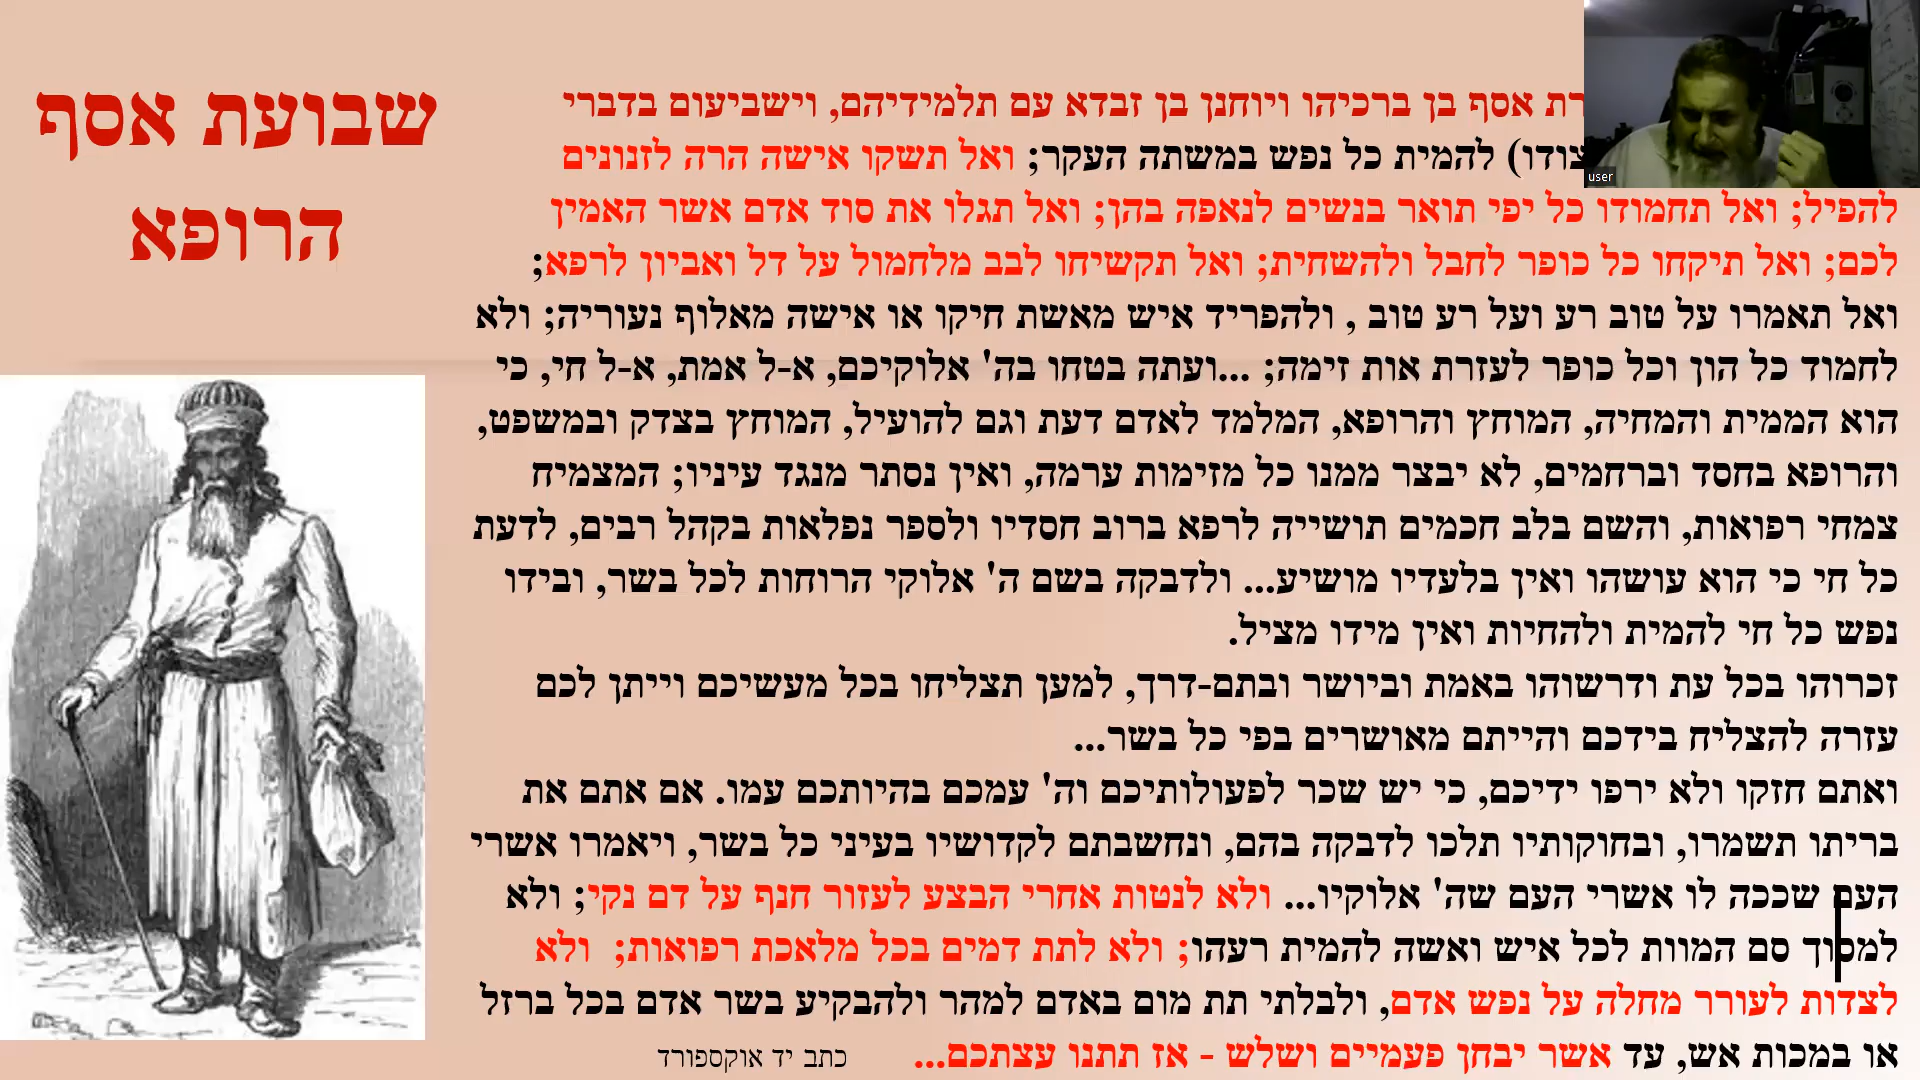 שבועת אסף
הרופא
רת אסף בן ברכיהו ויוחנן בן זבדא עם תלמידיהם, וישביעום בדברי
צודו) להמית כל נפש במשתה העקר; ואל תשקו אישה הרה לזנונים
להפיל; ואל תחמודו כל יפי תואר בנשים לנאפה בהן; ואל תגלו את סוד אדם אשר האמין
לכם; ואל תיקחו כל כופר לחבל ולהשחית; ואל תקשיחו לבב מלחמול על דל ואביון לרפא;
ואל תאמרו על טוב רע ועל רע טוב , ולהפריד איש מאשת חיקו או אישה מאלוף נעוריה; ולא
לחמוד כל הון וכל כופר לעזרת אות זימה; ...ועתה בטחו בה' אלוקיכם, א-ל אמת, א-ל חי, כי
הוא הממית והמחיה, המוחץ והרופא, המלמד לאדם דעת וגם להועיל, המוחץ בצדק ובמשפט,
והרופא בחסד וברחמים, לא יבצר ממנו כל מזימות ערמה, ואין נסתר מנגד עיניו; המצמיח
צמחי רפואות, והשם בלב חכמים תושייה לרפא ברוב חסדיו ולספר נפלאות בקהל רבים, לדעת
כל חי כי הוא עושהו ואין בלעדיו מושיע... ולדבקה בשם ה' אלוקי הרוחות לכל בשר, ובידו
נפש כל חי להמית ולהחיות ואין מידו מציל.
זכרוהו בכל עת ודרשוהו באמת וביושר ובתם-דרך, למען תצליחו בכל מעשיכם וייתן לכם
עזרה להצליח בידכם והייתם מאושרים בפי כל בשר...
ואתם חזקו ולא ירפו ידיכם, כי יש שכר לפעולותיכם וה' עמכם בהיותכם עמו. אם אתם את
בריתו תשמרו, ובחוקותיו תלכו לדבקה בהם, ונחשבתם לקדושיו בעיני כל בשר, ויאמרו אשרי
העם שככה לו אשרי העם שה' אלוקיו... ולא לנטות אחרי הבצע לעזור חנף על דם נקי; ולא
למסוך סם המוות לכל איש ואשה להמית רעהו; ולא לתת דמים בכל מלאכת רפואות; ולא
לצדות לעורר מחלה על נפש אדם, ולבלתי תת מום באדם למהר ולהבקיע בשר אדם בכל ברזל
או במכות אש, עד אשר יבחן פעמיים ושלש - אז תתנו עצתכם...
כתב יד אוקספורד
user